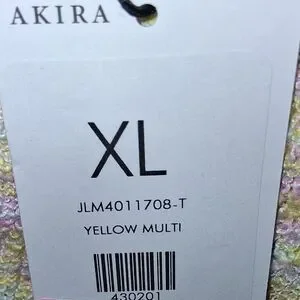 AKIRA
XL
JLM4011708-T
YELLOW MULTI
430201